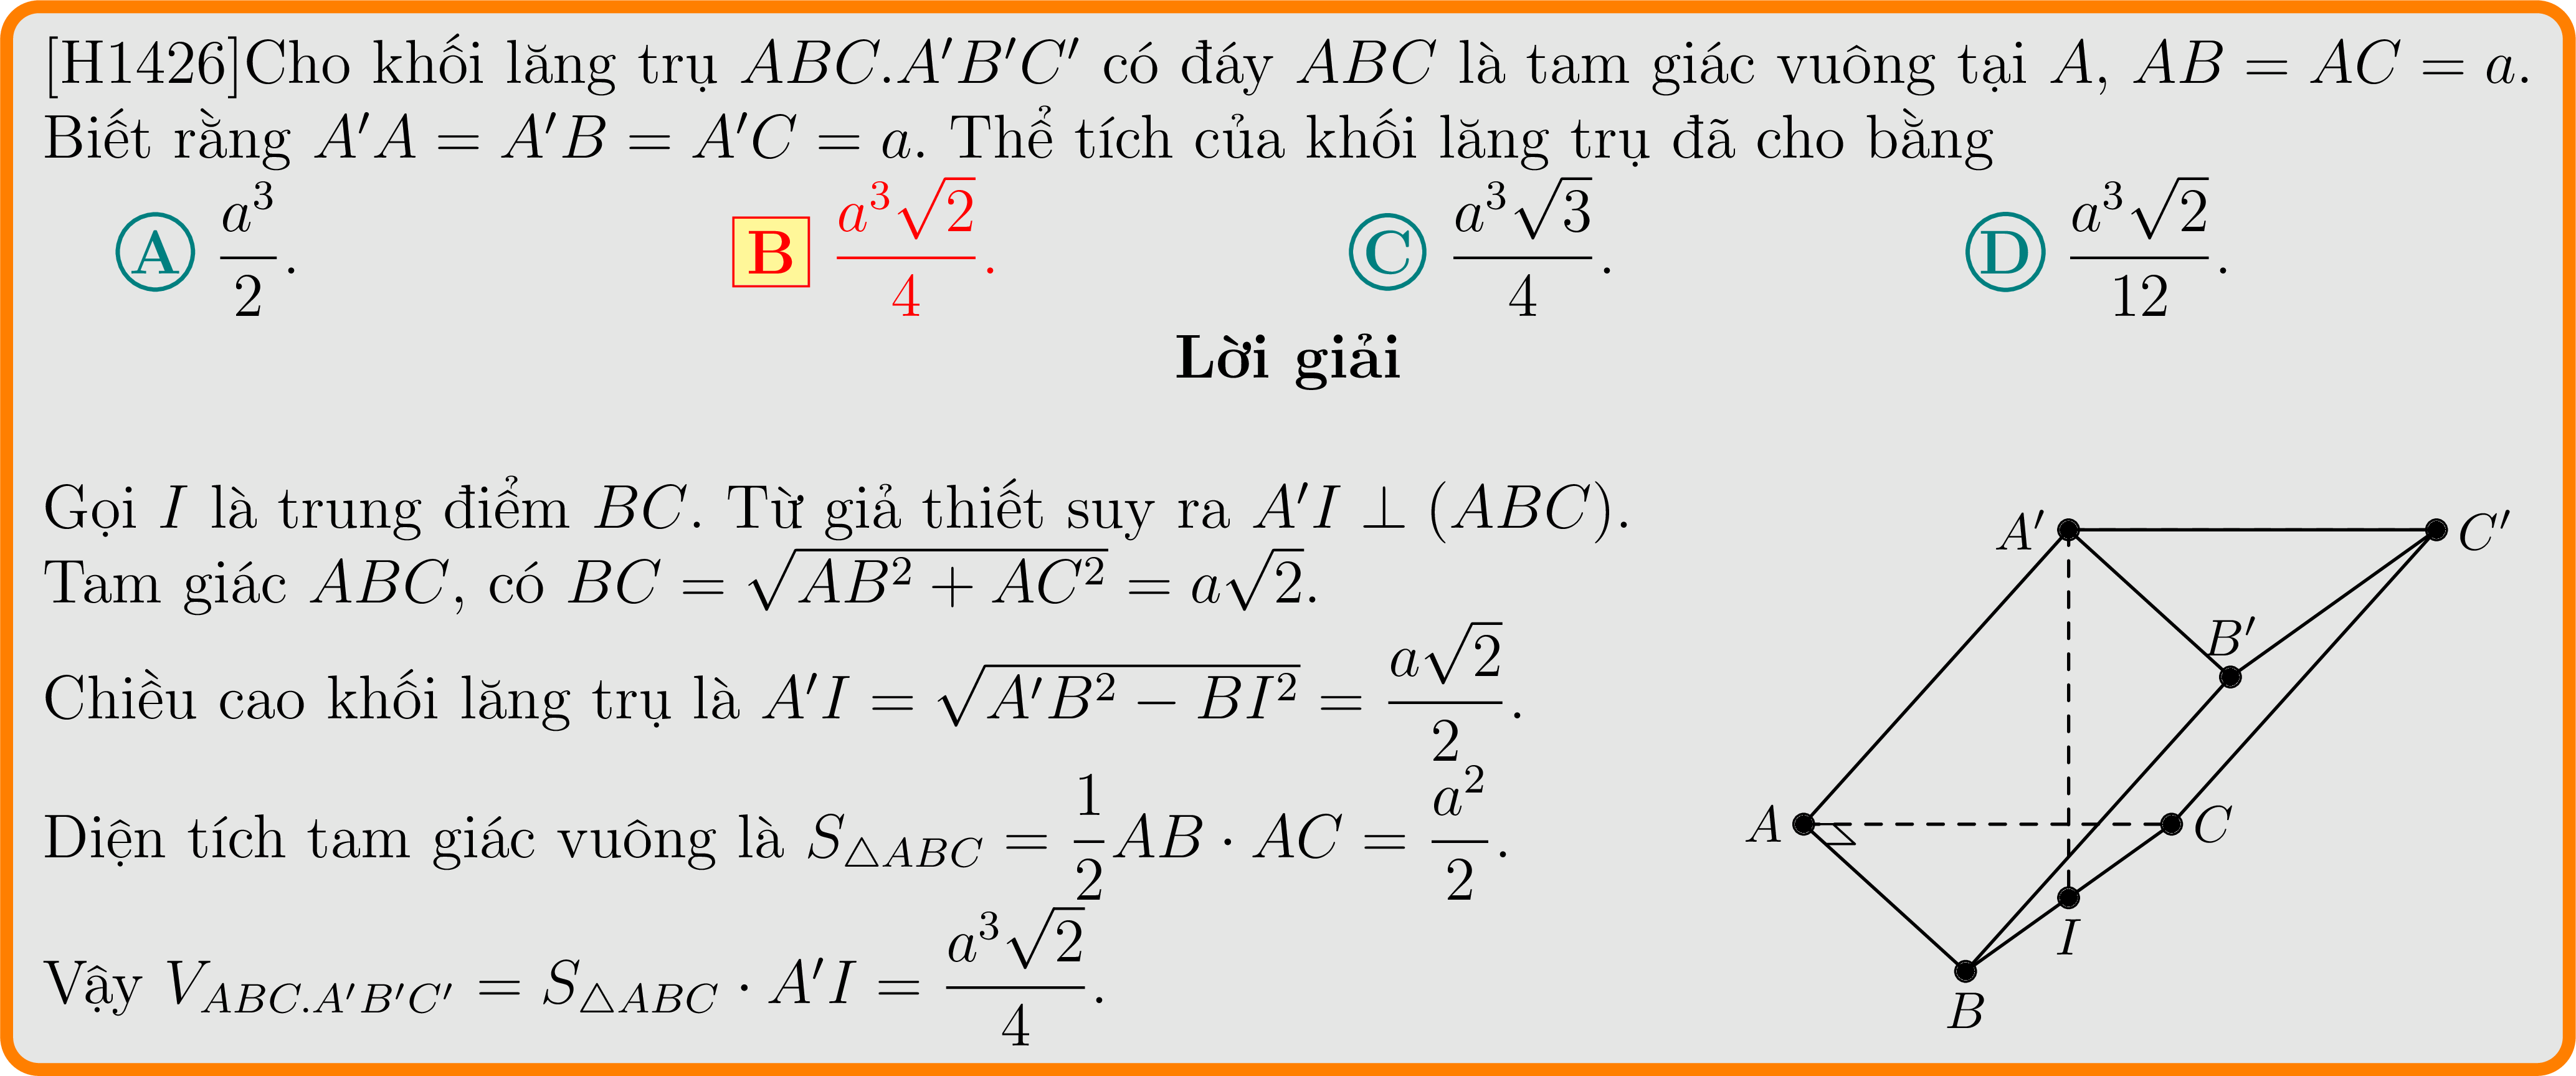 [H1426]Cho khối lăng trụ ABC.A′B′C′ có đáy ABC là tam giác vuông tại A, AB = AC = a.
Biết rằng A′A = A′B = A′C = a. Thể tích của khối lăng trụ đã cho bằng
A $\frac{a^3}{2}$. B $\frac{a^3\sqrt{2}}{4}$. C $\frac{a^3\sqrt{3}}{4}$. D $\frac{a^3\sqrt{2}}{12}$.
Lời giải
Gọi I là trung điểm BC. Từ giả thiết suy ra A′I ⊥ (ABC).
Tam giác ABC, có $BC = \sqrt{AB^2 + AC^2} = a\sqrt{2}$.
Chiều cao khối lăng trụ là $A'I = \sqrt{A'B^2 - BI^2} = \frac{a\sqrt{2}}{2}$.
Diện tích tam giác vuông là $S_{\triangle ABC} = \frac{1}{2}AB \cdot AC = \frac{a^2}{2}$.
Vậy $V_{ABC.A'B'C'} = S_{\triangle ABC} \cdot A'I = \frac{a^3\sqrt{2}}{4}$.
A′
C′
B′
A
C
I
B